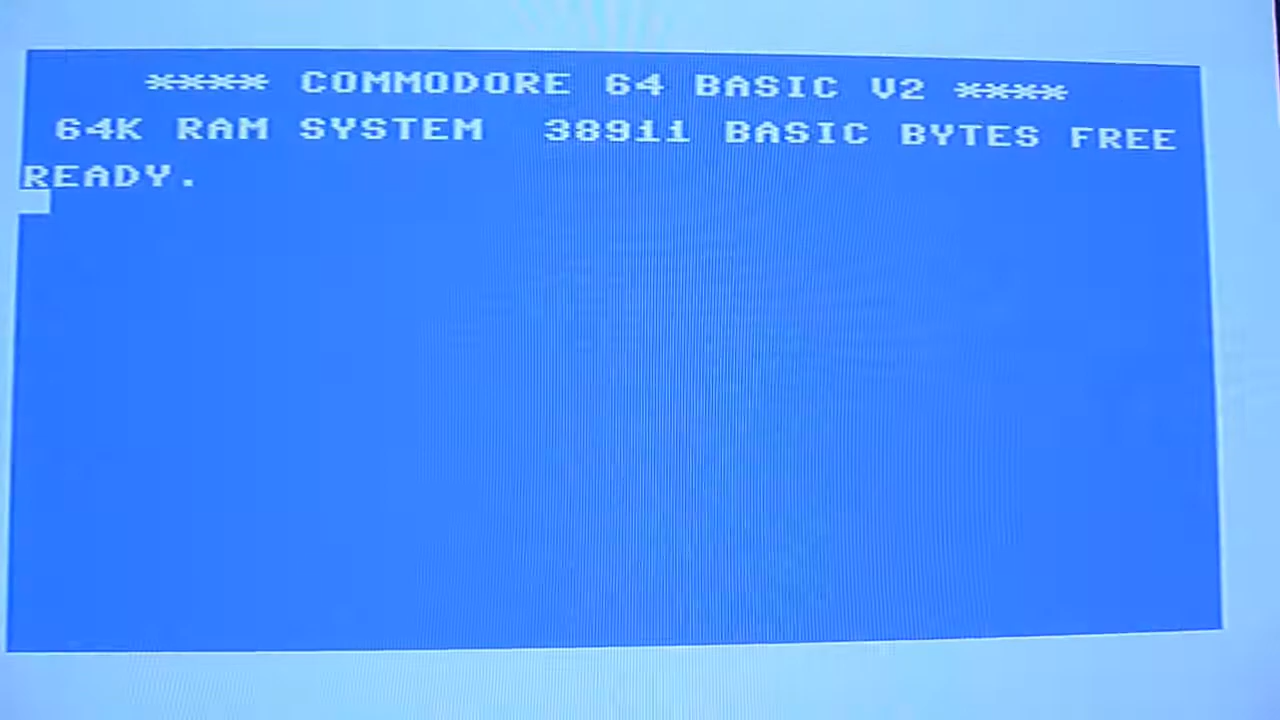 **** COMMODORE 64 BASIC V2 ****
64K RAM SYSTEM  38911 BASIC BYTES FREE
READY.